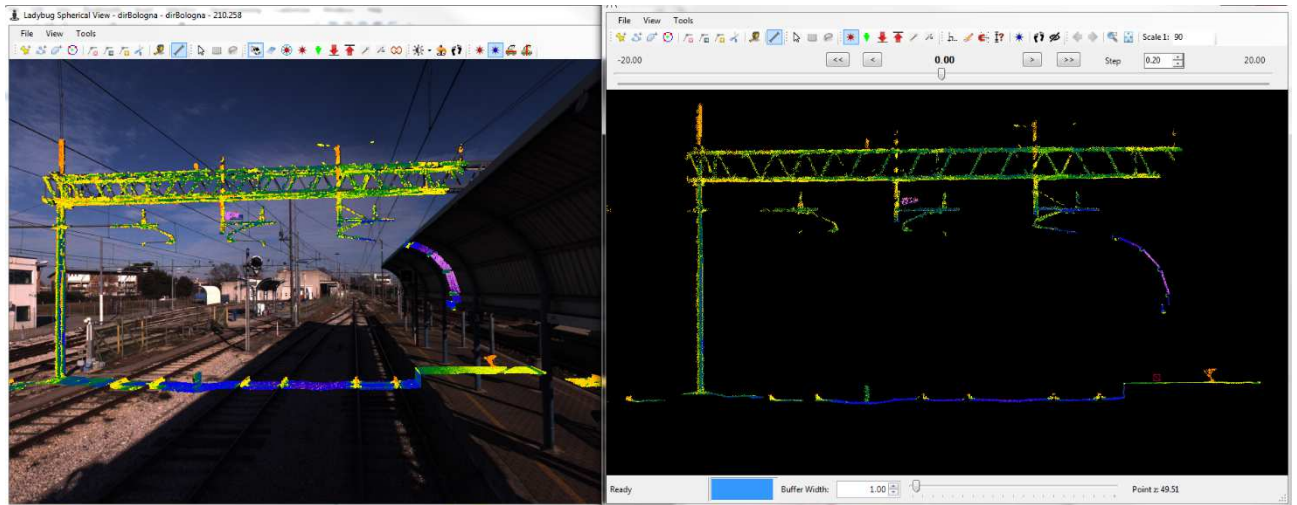 Ladybug Spherical View - dirBologna - dirBologna - 210.258
File View Tools
File View Tools
Scale 1: 90
-20.00 << < 0.00 > >> Step 0.20 20.00
Ready Buffer Width: 1.00 Point z: 49.51